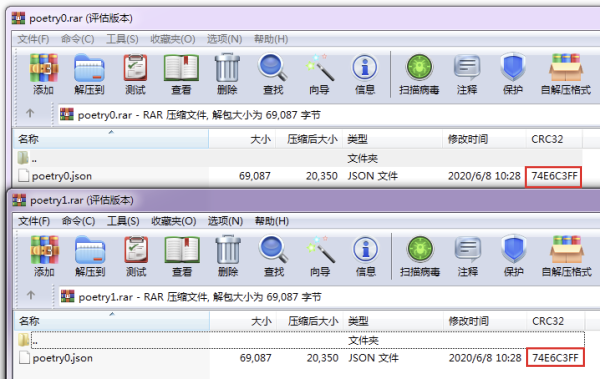 poetry0.rar (评估版本)
文件(F) 命令(C) 工具(S) 收藏夹(O) 选项(N) 帮助(H)
添加 解压到 测试 查看 删除 查找 向导 信息 扫描病毒 注释 保护 自解压格式
poetry0.rar - RAR 压缩文件, 解包大小为 69,087 字节
名称 大小 压缩后大小 类型 修改时间 CRC32
.. 文件夹
poetry0.json 69,087 20,350 JSON 文件 2020/6/8 10:28 74E6C3FF
poetry1.rar (评估版本)
文件(F) 命令(C) 工具(S) 收藏夹(O) 选项(N) 帮助(H)
添加 解压到 测试 查看 删除 查找 向导 信息 扫描病毒 注释 保护 自解压格式
poetry1.rar - RAR 压缩文件, 解包大小为 69,087 字节
名称 大小 压缩后大小 类型 修改时间 CRC32
.. 文件夹
poetry0.json 69,087 20,350 JSON 文件 2020/6/8 10:28 74E6C3FF